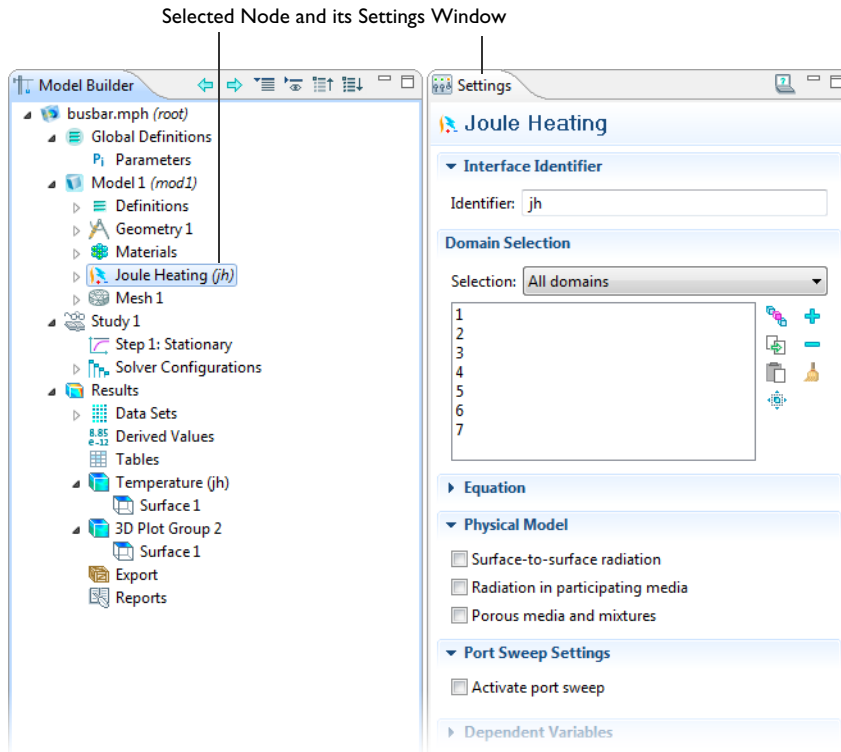 Selected Node and its Settings Window
Model Builder
busbar.mph (root)
Global Definitions
Pi Parameters
Model 1 (mod1)
Definitions
Geometry 1
Materials
Joule Heating (jh)
Mesh 1
Study 1
Step 1: Stationary
Solver Configurations
Results
Data Sets
8.85
e-12 Derived Values
Tables
Temperature (jh)
Surface 1
3D Plot Group 2
Surface 1
Export
Reports
Settings
Joule Heating
Interface Identifier
Identifier: jh
Domain Selection
Selection: All domains
1
2
3
4
5
6
7
Equation
Physical Model
Surface-to-surface radiation
Radiation in participating media
Porous media and mixtures
Port Sweep Settings
Activate port sweep
Dependent Variables